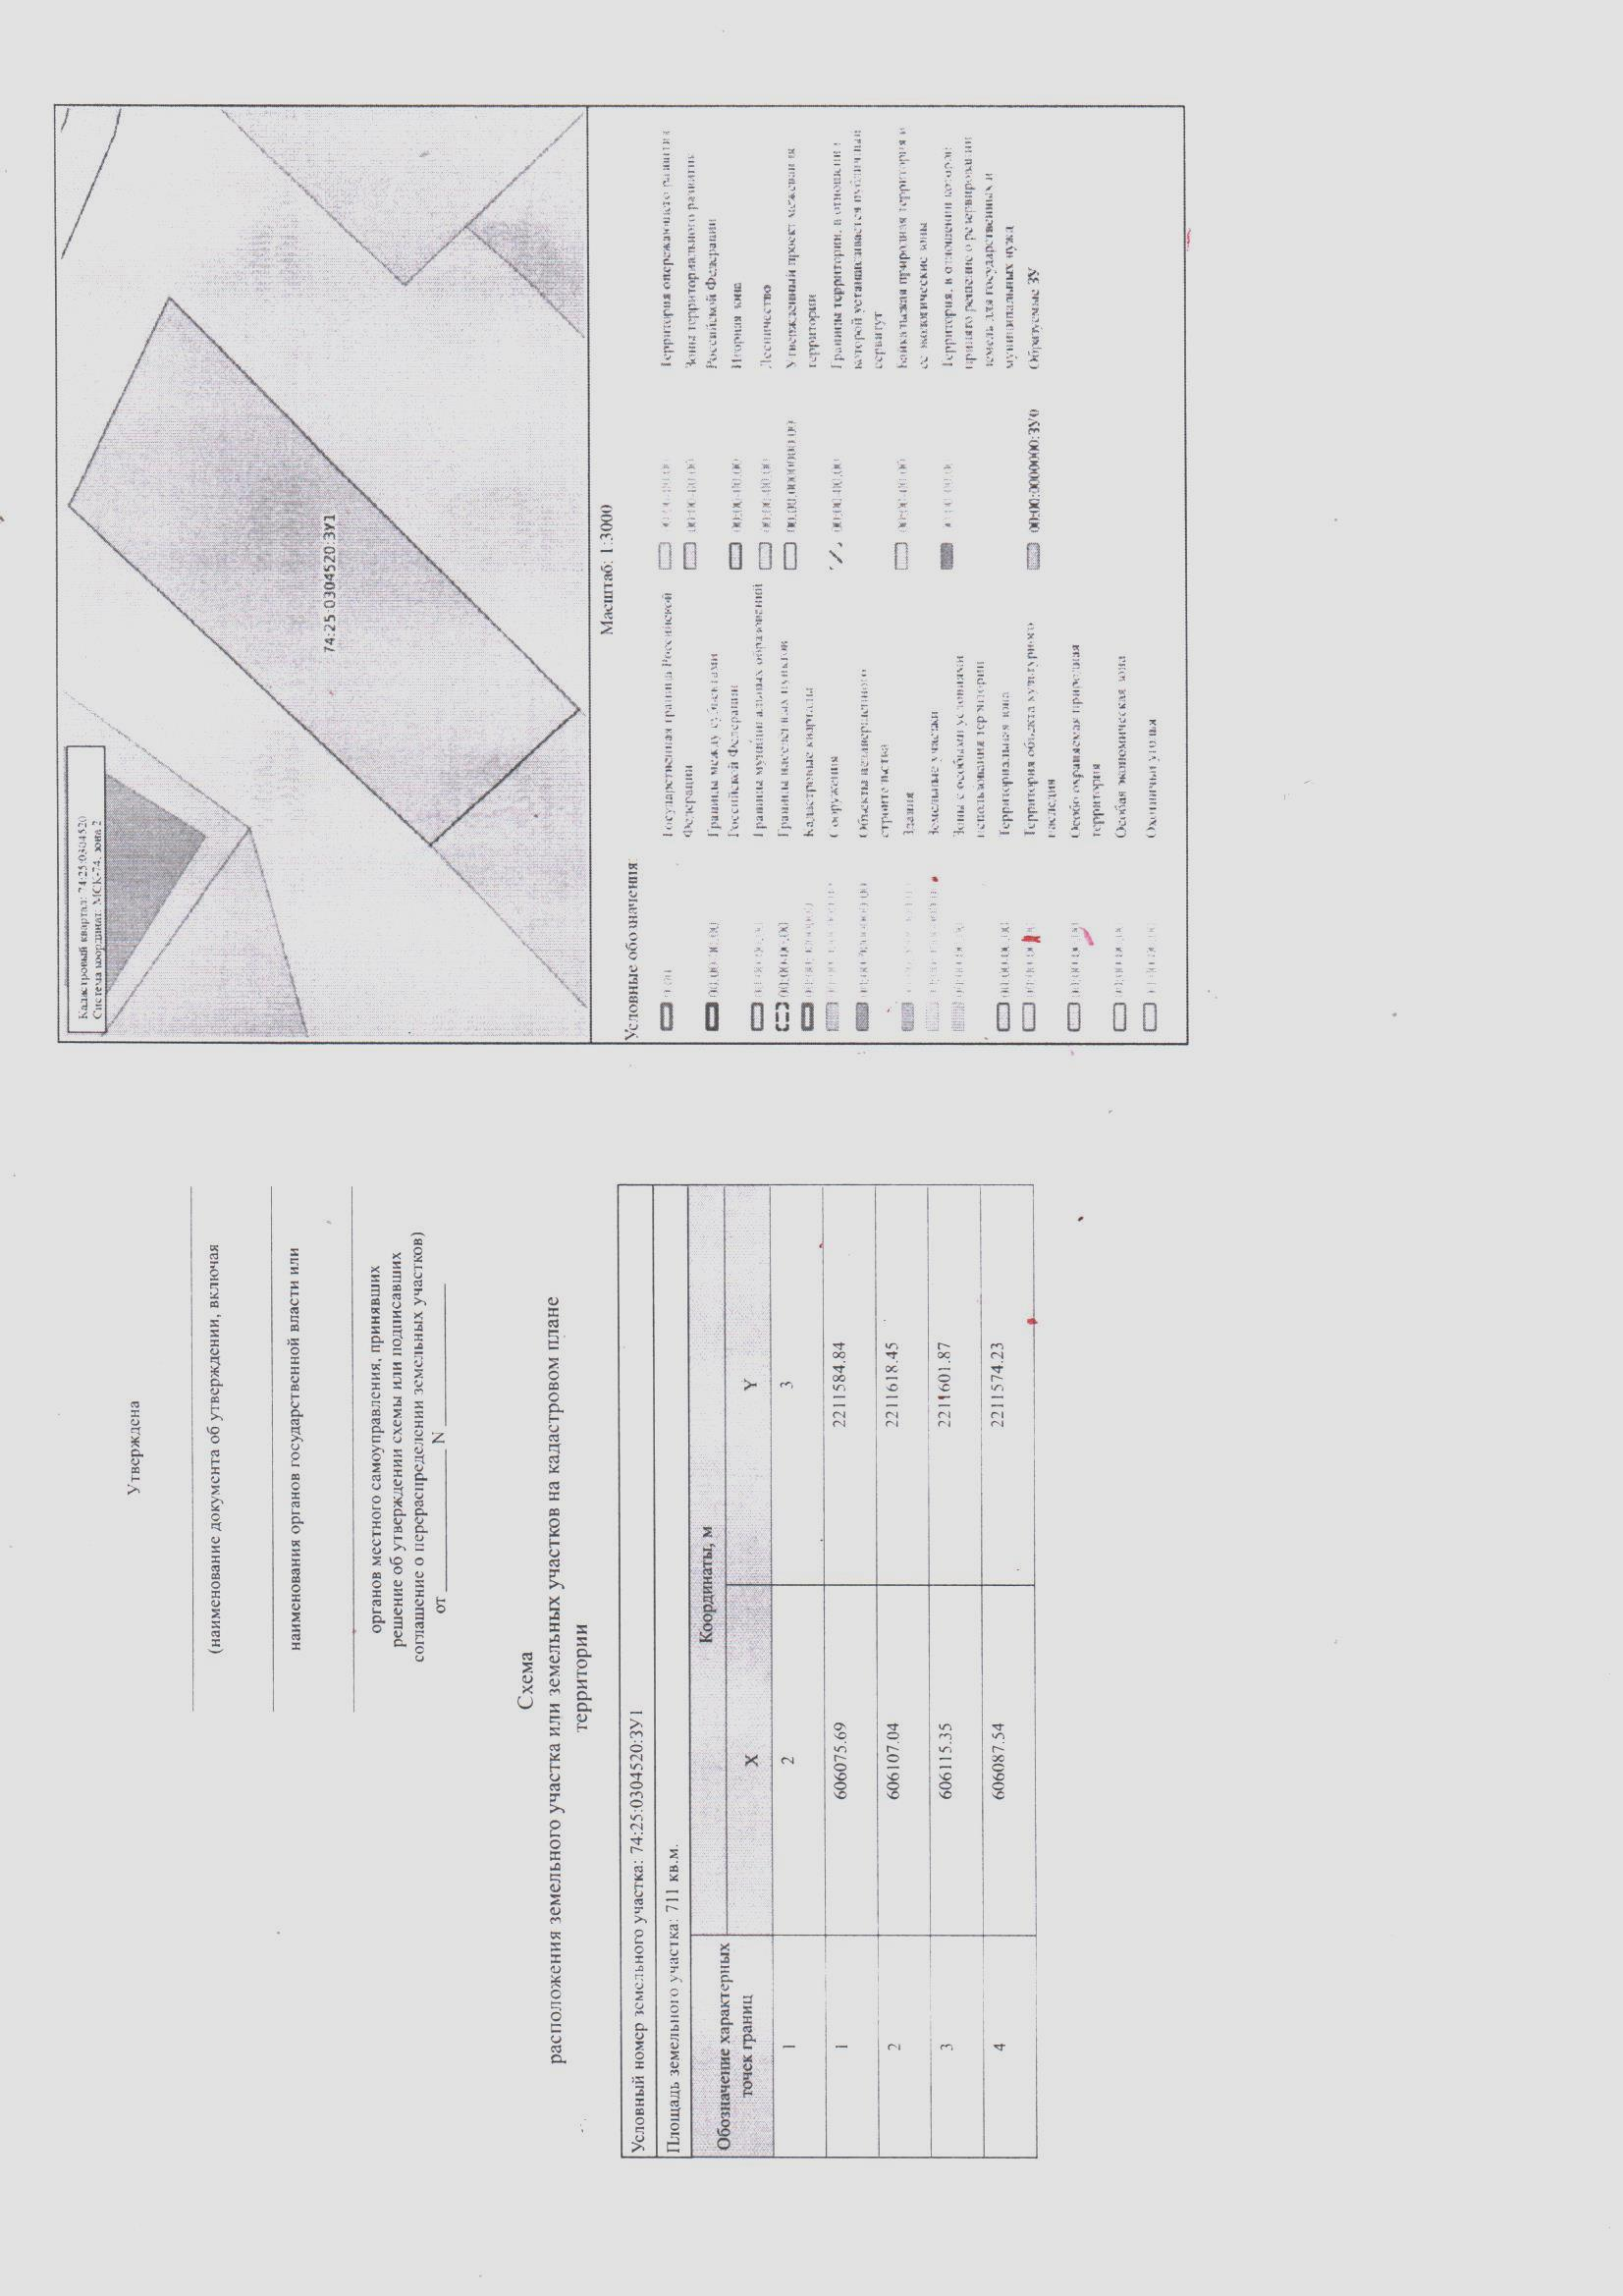 Утверждена
(наименование документа об утверждении, включая
наименования органов государственной власти или
органов местного самоуправления, принявших
решение об утверждении схемы или подписавших
соглашение о перераспределении земельных участков)
от ____________ N ____________
Схема
расположения земельного участка или земельных участков на кадастровом плане
территории
Условный номер земельного участка: 74:25:0304520:ЗУ1
Площадь земельного участка: 711 кв.м.
Обозначение характерных
точек границ
Координаты, м
X Y
1 2 3
1 606075.69 2211584.84
2 606107.04 2211618.45
3 606115.35 2211601.87
4 606087.54 2211574.23
Кадастровый квартал: 74:25:0304520
Система координат: МСК-74, зона 2
74:25:0304520:ЗУ1
Масштаб: 1:3000
Условные обозначения:
Государственная граница Российской
Федерации
Границы между субъектами
Российской Федерации
Границы муниципальных образований
00:00:00,00 Границы населенных пунктов
Кадастровые кварталы
Сооружения
Объекты незавершенного
строительства
Здания
Земельные участки
Зоны с особыми условиями
использования территории
Территориальная зона
Территория объекта культурного
наследия
Особо охраняемая природная
территория
Особая экономическая зона
Охотничьи угодья
Территория опережающего развития
Зоны территориального развития
Российской Федерации
Игорная зона
Лесничество
Утвержденный проект межевания
территории
Границы территории, в отношении
которой устанавливается публичный
сервитут
Байкальская природная территория и
ее экологические зоны
Территория, в отношении которой
принято решение о резервировании
земель для государственных и
муниципальных нужд
00:00:0000000:ЗУ0 Образуемые ЗУ